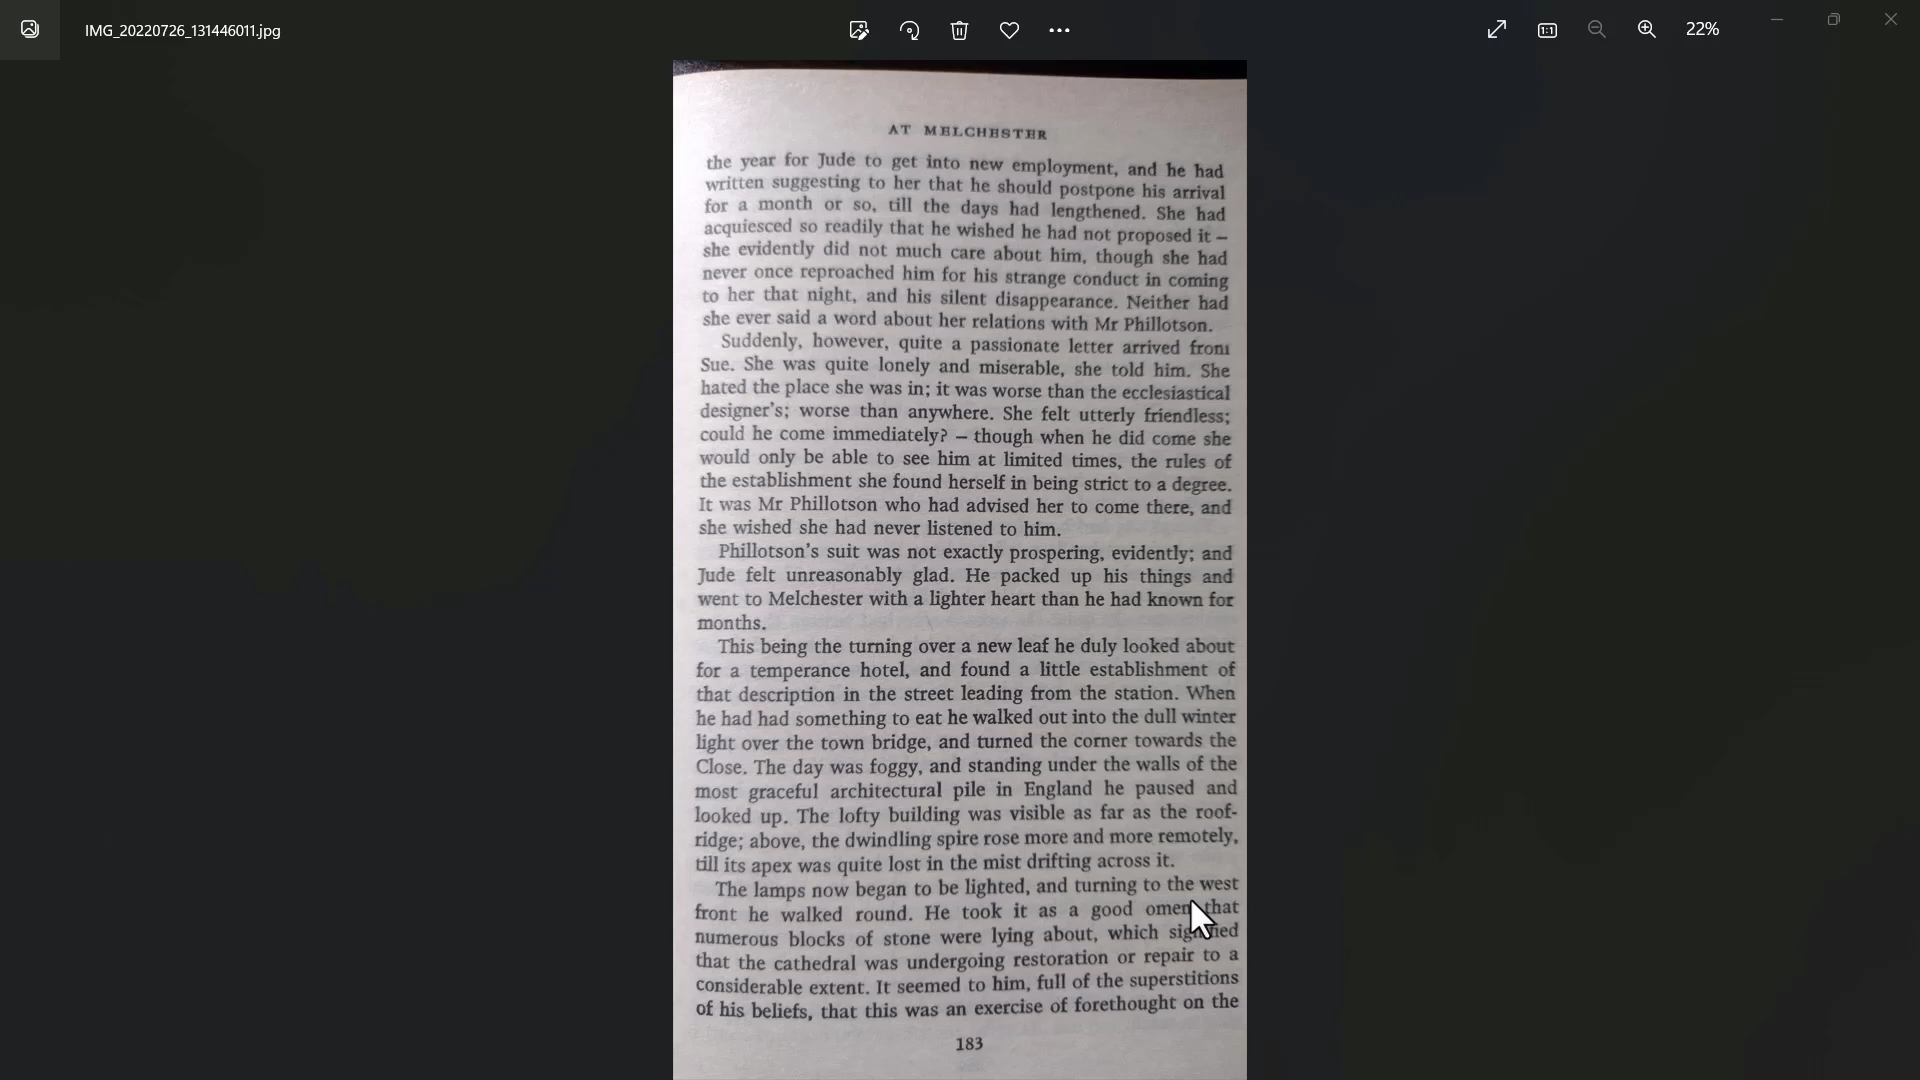 IMG_20220726_131446011.jpg
22%
AT MELCHESTER
the year for Jude to get into new employment, and he had
written suggesting to her that he should postpone his arrival
for a month or so, till the days had lengthened. She had
acquiesced so readily that he wished he had not proposed it –
she evidently did not much care about him, though she had
never once reproached him for his strange conduct in coming
to her that night, and his silent disappearance. Neither had
she ever said a word about her relations with Mr Phillotson.
Suddenly, however, quite a passionate letter arrived from
Sue. She was quite lonely and miserable, she told him. She
hated the place she was in; it was worse than the ecclesiastical
designer's; worse than anywhere. She felt utterly friendless;
could he come immediately? – though when he did come she
would only be able to see him at limited times, the rules of
the establishment she found herself in being strict to a degree.
It was Mr Phillotson who had advised her to come there, and
she wished she had never listened to him.
Phillotson's suit was not exactly prospering, evidently; and
Jude felt unreasonably glad. He packed up his things and
went to Melchester with a lighter heart than he had known for
months.
This being the turning over a new leaf he duly looked about
for a temperance hotel, and found a little establishment of
that description in the street leading from the station. When
he had had something to eat he walked out into the dull winter
light over the town bridge, and turned the corner towards the
Close. The day was foggy, and standing under the walls of the
most graceful architectural pile in England he paused and
looked up. The lofty building was visible as far as the roof-
ridge; above, the dwindling spire rose more and more remotely,
till its apex was quite lost in the mist drifting across it.
The lamps now began to be lighted, and turning to the west
front he walked round. He took it as a good omen that
numerous blocks of stone were lying about, which signified
that the cathedral was undergoing restoration or repair to a
considerable extent. It seemed to him, full of the superstitions
of his beliefs, that this was an exercise of forethought on the
183